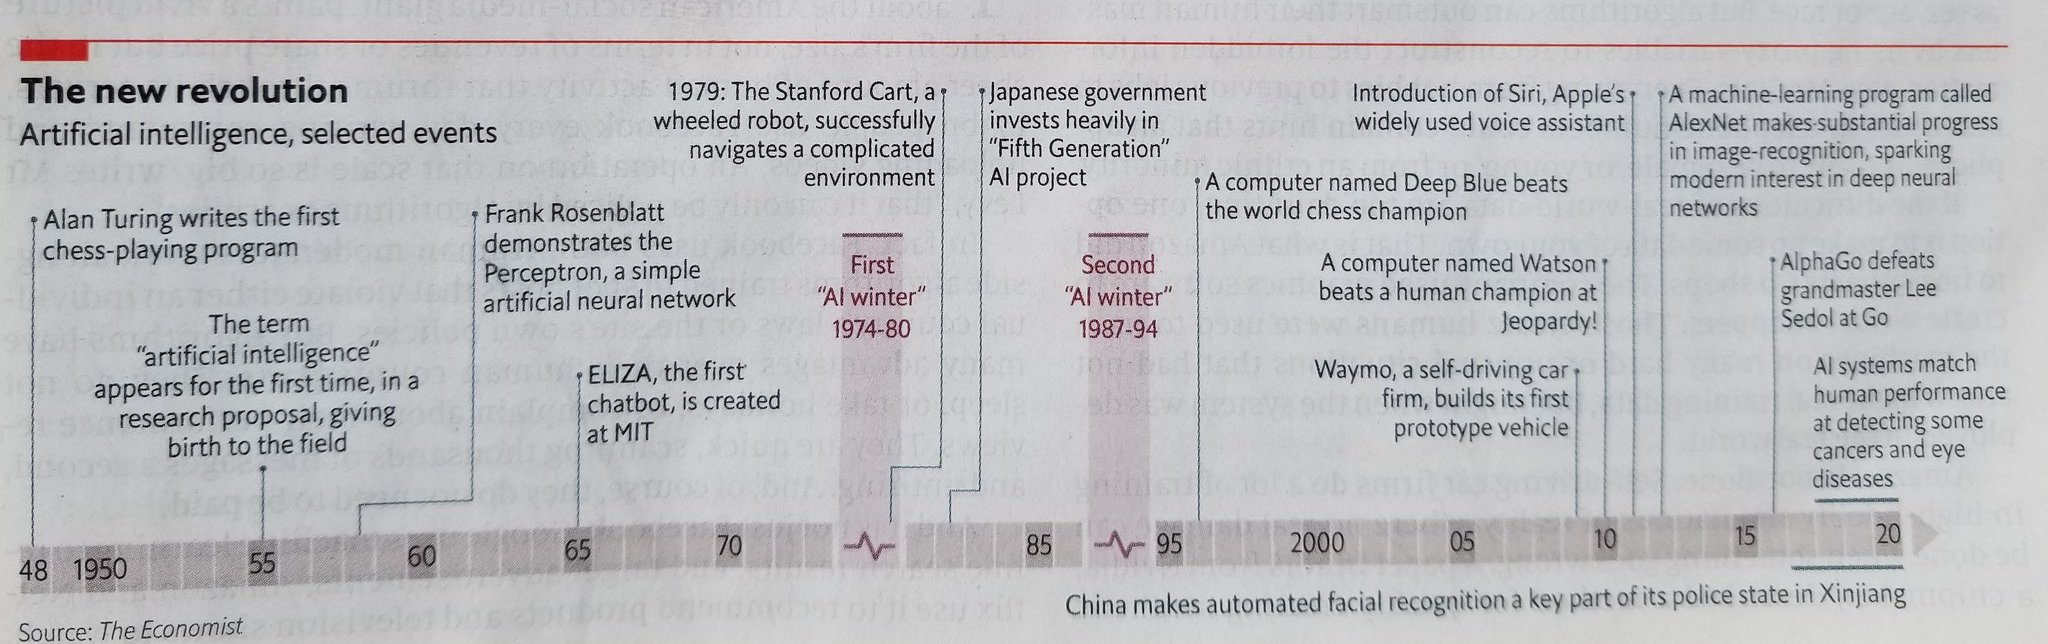 The new revolution
Artificial intelligence, selected events
Alan Turing writes the first
chess-playing program
The term
"artificial intelligence"
appears for the first time, in a
research proposal, giving
birth to the field
Frank Rosenblatt
demonstrates the
Perceptron, a simple
artificial neural network
ELIZA, the first
chatbot, is created
at MIT
1979: The Stanford Cart, a
wheeled robot, successfully
navigates a complicated
environment
First
"AI winter"
1974-80
Japanese government
invests heavily in
"Fifth Generation"
AI project
Second
"AI winter"
1987-94
A computer named Deep Blue beats
the world chess champion
Introduction of Siri, Apple's
widely used voice assistant
A computer named Watson
beats a human champion at
Jeopardy!
Waymo, a self-driving car
firm, builds its first
prototype vehicle
A machine-learning program called
AlexNet makes substantial progress
in image-recognition, sparking
modern interest in deep neural
networks
AlphaGo defeats
grandmaster Lee
Sedol at Go
AI systems match
human performance
at detecting some
cancers and eye
diseases
48 1950 55 60 65 70 85 95 2000 05 10 15 20
China makes automated facial recognition a key part of its police state in Xinjiang
Source: The Economist